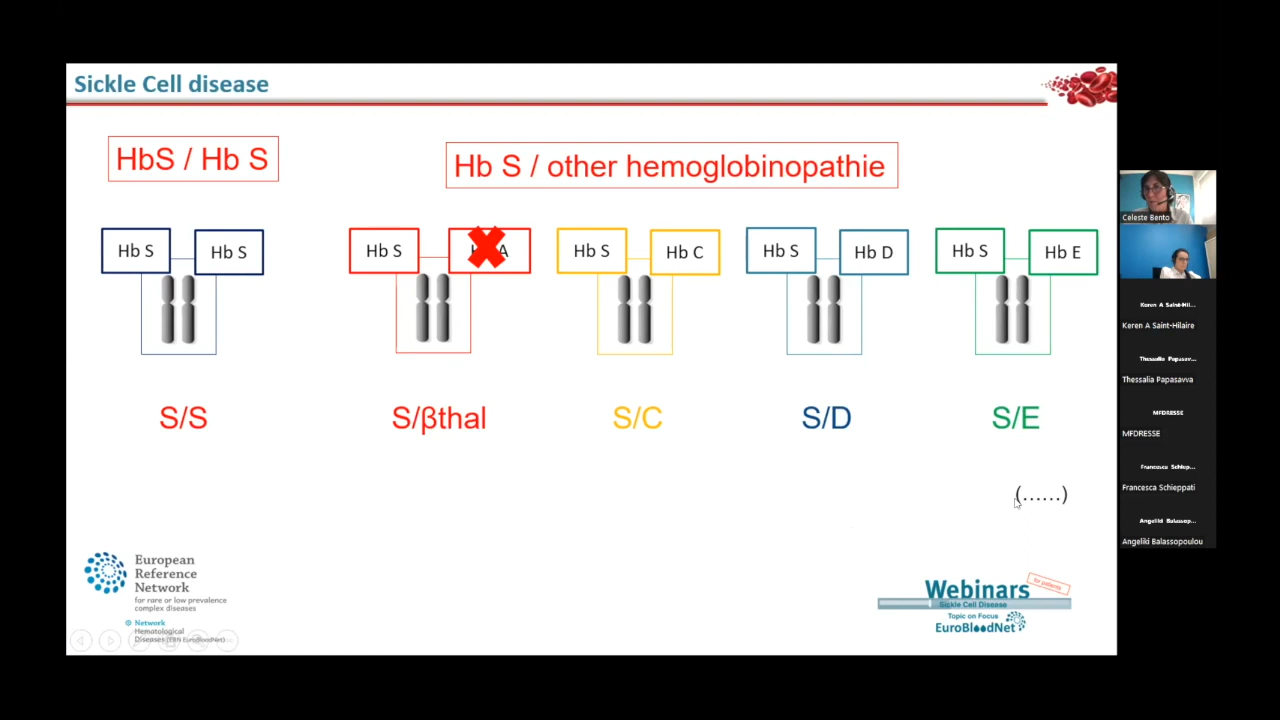 Sickle Cell disease
HbS / Hb S
Hb S / other hemoglobinopathie
Hb S
Hb S
Hb S
A
Hb S
Hb C
Hb S
Hb D
Hb S
Hb E
S/S
S/βthal
S/C
S/D
S/E
(......)
European
Reference
Network
for rare or low prevalence
complex diseases
Network
Hematological
Diseases (ERN EuroBloodNet)
Webinars
for patients
Sickle Cell Disease
Topic on Focus
EuroBloodNet
Celeste Bento
Keren A Saint-Hil...
Keren A Saint-Hilaire
Thessalia Papasav...
Thessalia Papasavva
MFDRESSE
MFDRESSE
Francesca Schiep...
Francesca Schieppati
Angeliki Balassop...
Angeliki Balassopoulou